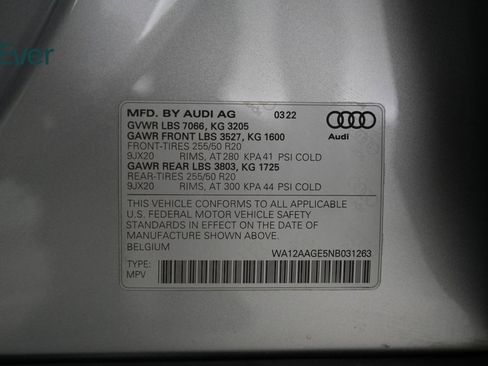 Ever
MFD. BY AUDI AG 0322
GVWR LBS 7066, KG 3205
GAWR FRONT LBS 3527, KG 1600
FRONT-TIRES 255/50 R20
9JX20 RIMS, AT 280 KPA 41 PSI COLD
GAWR REAR LBS 3803, KG 1725
REAR-TIRES 255/50 R20
9JX20 RIMS, AT 300 KPA 44 PSI COLD
Audi
THIS VEHICLE CONFORMS TO ALL APPLICABLE
U.S. FEDERAL MOTOR VEHICLE SAFETY
STANDARDS IN EFFECT ON THE DATE OF
MANUFACTURE SHOWN ABOVE.
BELGIUM WA12AAGE5NB031263
TYPE:
MPV